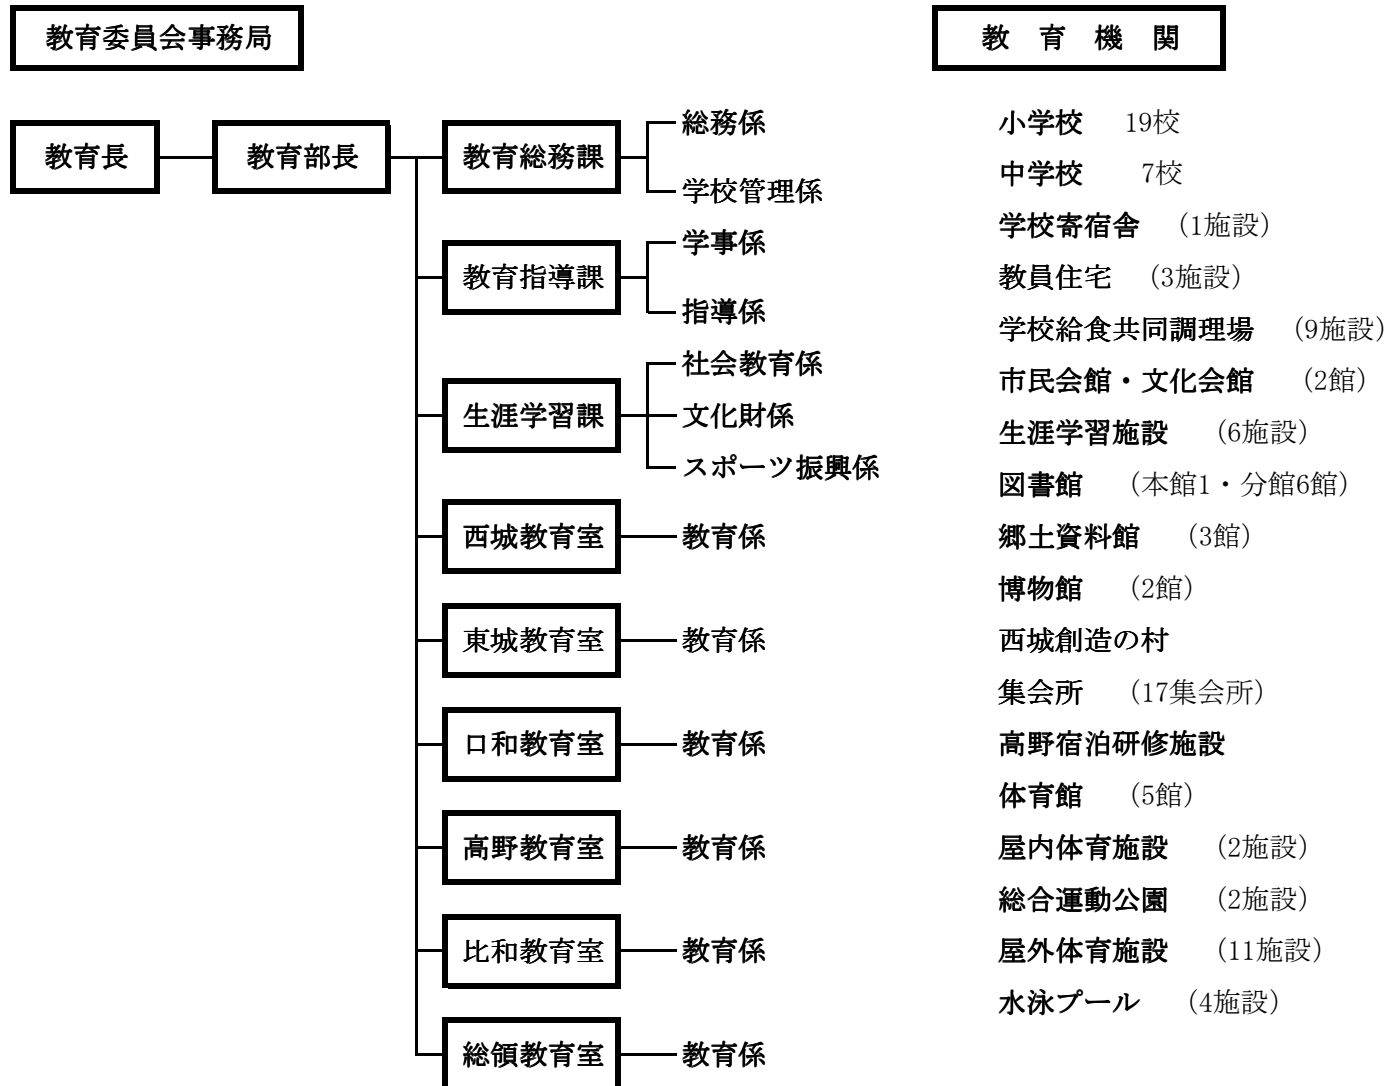 教育委員会事務局
教育長
教育部長
教育総務課
総務係
学校管理係
教育指導課
学事係
指導係
生涯学習課
社会教育係
文化財係
スポーツ振興係
西城教育室
教育係
東城教育室
教育係
口和教育室
教育係
高野教育室
教育係
比和教育室
教育係
総領教育室
教育係
教 育 機 関
小学校 19校
中学校 7校
学校寄宿舎 （1施設）
教員住宅 （3施設）
学校給食共同調理場 （9施設）
市民会館・文化会館 （2館）
生涯学習施設 （6施設）
図書館 （本館1・分館6館）
郷土資料館 （3館）
博物館 （2館）
西城創造の村
集会所 （17集会所）
高野宿泊研修施設
体育館 （5館）
屋内体育施設 （2施設）
総合運動公園 （2施設）
屋外体育施設 （11施設）
水泳プール （4施設）